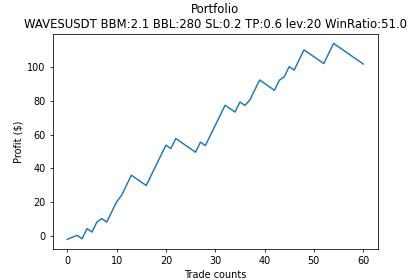 Portfolio
WAVESUSDT BBM:2.1 BBL:280 SL:0.2 TP:0.6 lev:20 WinRatio:51.0
Profit ($)
100
80
60
40
20
0
0 10 20 30 40 50 60
Trade counts